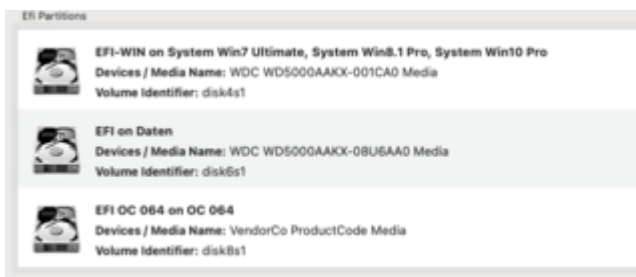 Efi Partitions
EFI-WIN on System Win7 Ultimate, System Win8.1 Pro, System Win10 Pro
Devices / Media Name: WDC WD5000AAKX-001CA0 Media
Volume Identifier: disk4s1
EFI on Daten
Devices / Media Name: WDC WD5000AAKX-08U6AA0 Media
Volume Identifier: disk6s1
EFI OC 064 on OC 064
Devices / Media Name: VendorCo ProductCode Media
Volume Identifier: disk8s1